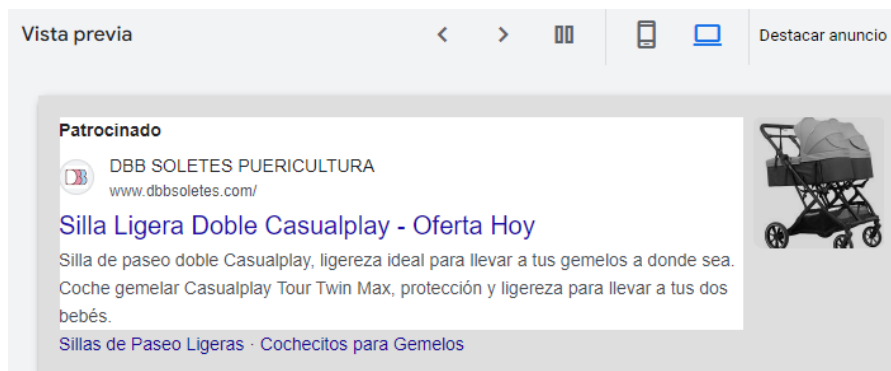 Vista previa
Destacar anuncio
Patrocinado
DBB
DBB SOLETES PUERICULTURA
www.dbbsoletes.com/
Silla Ligera Doble Casualplay - Oferta Hoy
Silla de paseo doble Casualplay, ligereza ideal para llevar a tus gemelos a donde sea.
Coche gemelar Casualplay Tour Twin Max, protección y ligereza para llevar a tus dos
bebés.
Sillas de Paseo Ligeras · Cochecitos para Gemelos